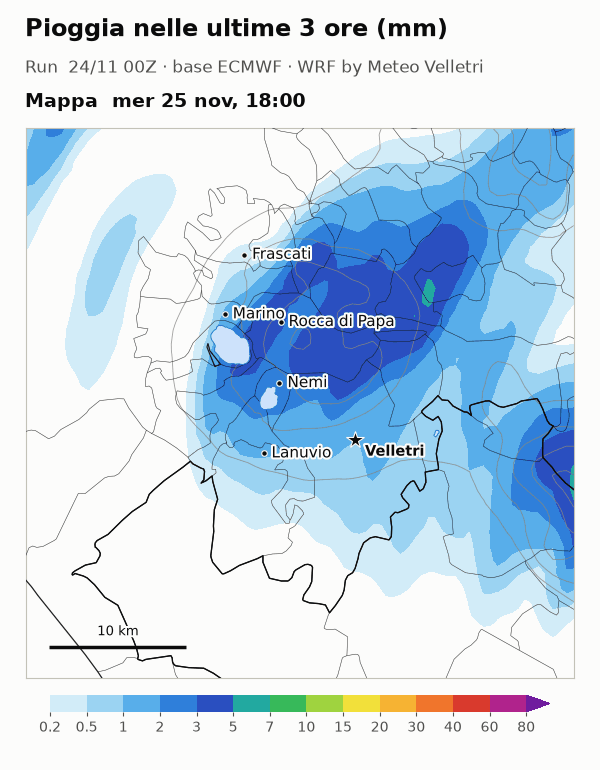 Pioggia nelle ultime 3 ore (mm)
Run  24/11 00Z · base ECMWF · WRF by Meteo Velletri
Mappa  mer 25 nov, 18:00
Frascati
Marino
Rocca di Papa
Nemi
Velletri
Lanuvio
10 km
0.2 0.5 1 2 3 5 7 10 15 20 30 40 60 80